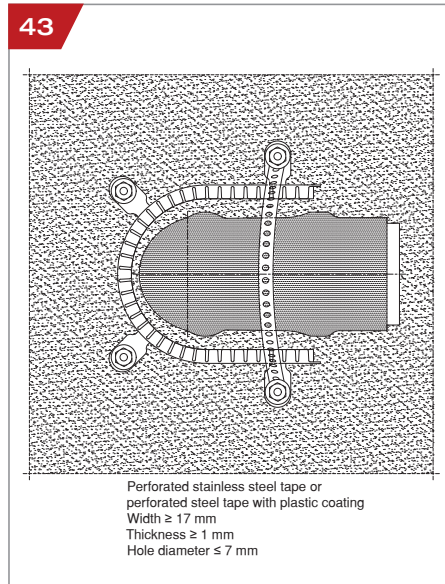 43
Perforated stainless steel tape or
perforated steel tape with plastic coating
Width ≥ 17 mm
Thickness ≥ 1 mm
Hole diameter ≤ 7 mm